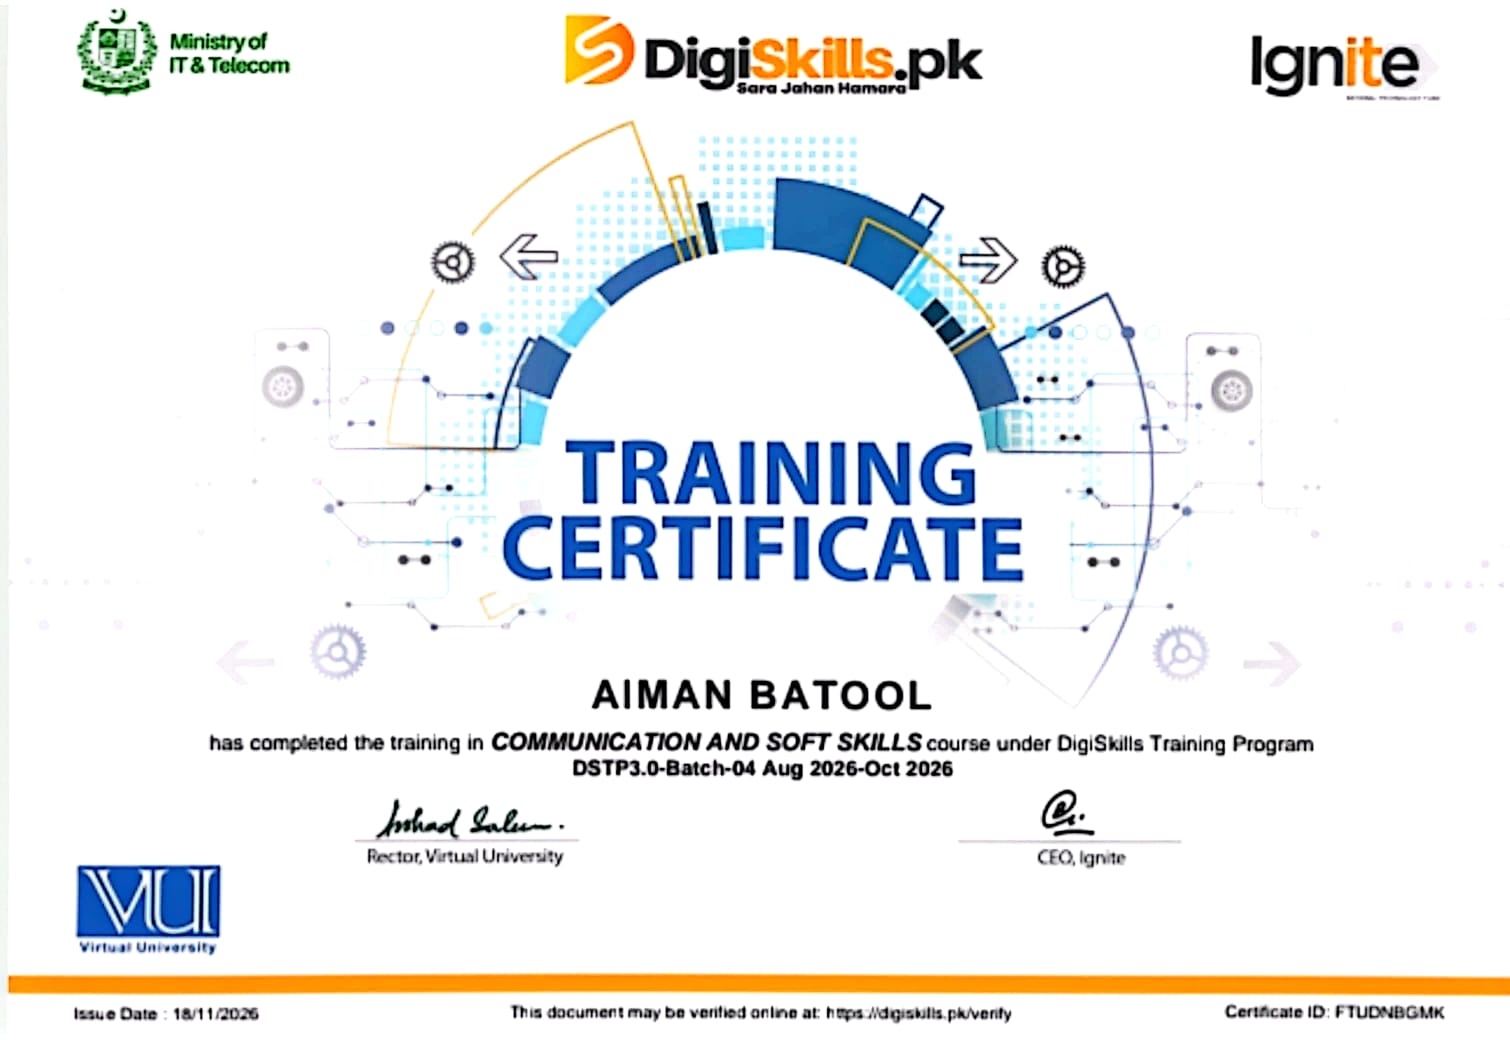 Ministry of
IT & Telecom
DigiSkills.pk
Sara Jahan Hamara
Ignite
TRAINING
CERTIFICATE
AIMAN BATOOL
has completed the training in COMMUNICATION AND SOFT SKILLS course under DigiSkills Training Program
DSTP3.0-Batch-04 Aug 2026-Oct 2026
Rector, Virtual University
CEO, Ignite
VU
Virtual University
Issue Date : 18/11/2026
This document may be verified online at: https://digiskills.pk/verify
Certificate ID: FTUDNBGMK